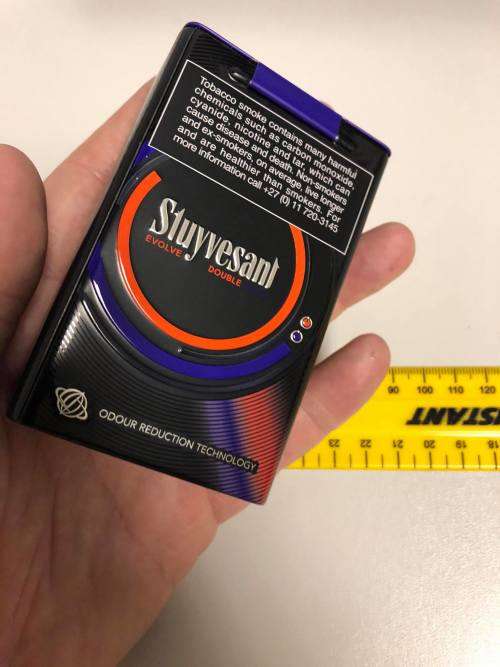 Tobacco smoke contains many harmful
chemicals such as carbon monoxide,
cyanide, nicotine and tar, which can
cause disease and death. Non-smokers
and ex-smokers, on average, live longer
and are healthier than smokers. For
more information call +27 (0) 11 720-3145
Stuyvesant
EVOLVE DOUBLE
ODOUR REDUCTION TECHNOLOGY
90 100 110 120
STANT
23 22 21 20 19 18